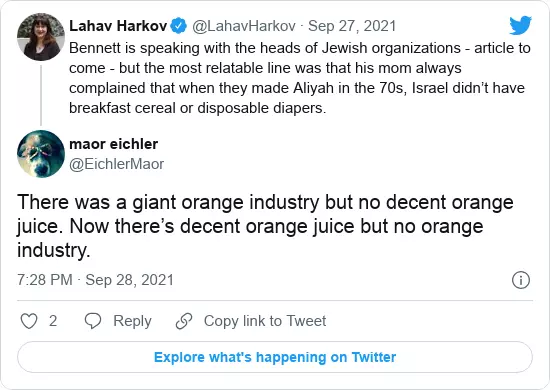 Lahav Harkov @LahavHarkov · Sep 27, 2021
Bennett is speaking with the heads of Jewish organizations - article to
come - but the most relatable line was that his mom always
complained that when they made Aliyah in the 70s, Israel didn’t have
breakfast cereal or disposable diapers.
maor eichler
@EichlerMaor
There was a giant orange industry but no decent orange
juice. Now there’s decent orange juice but no orange
industry.
7:28 PM · Sep 28, 2021
2 Reply Copy link to Tweet
Explore what's happening on Twitter